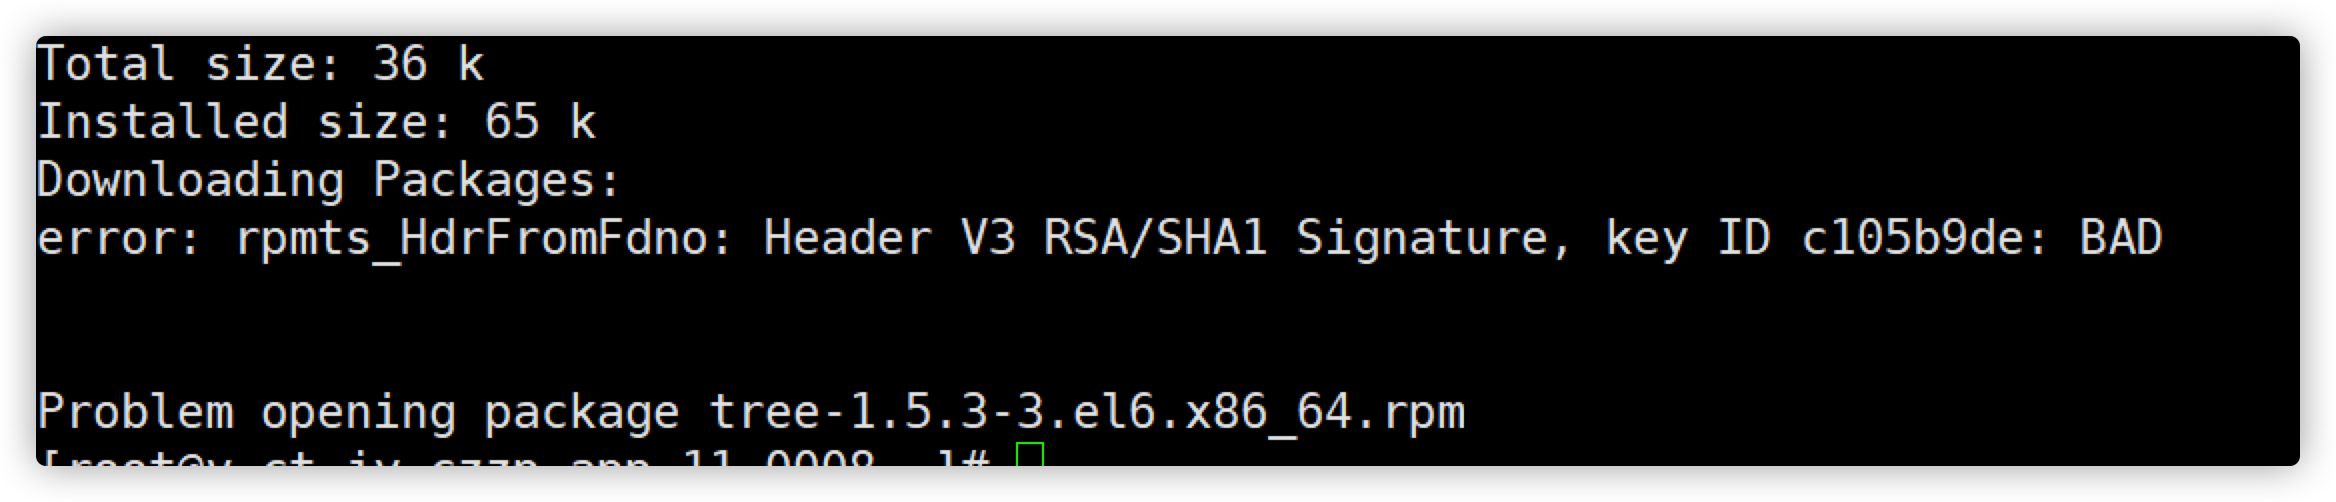 Total size: 36 k
Installed size: 65 k
Downloading Packages:
error: rpmts_HdrFromFdno: Header V3 RSA/SHA1 Signature, key ID c105b9de: BAD
Problem opening package tree-1.5.3-3.el6.x86_64.rpm